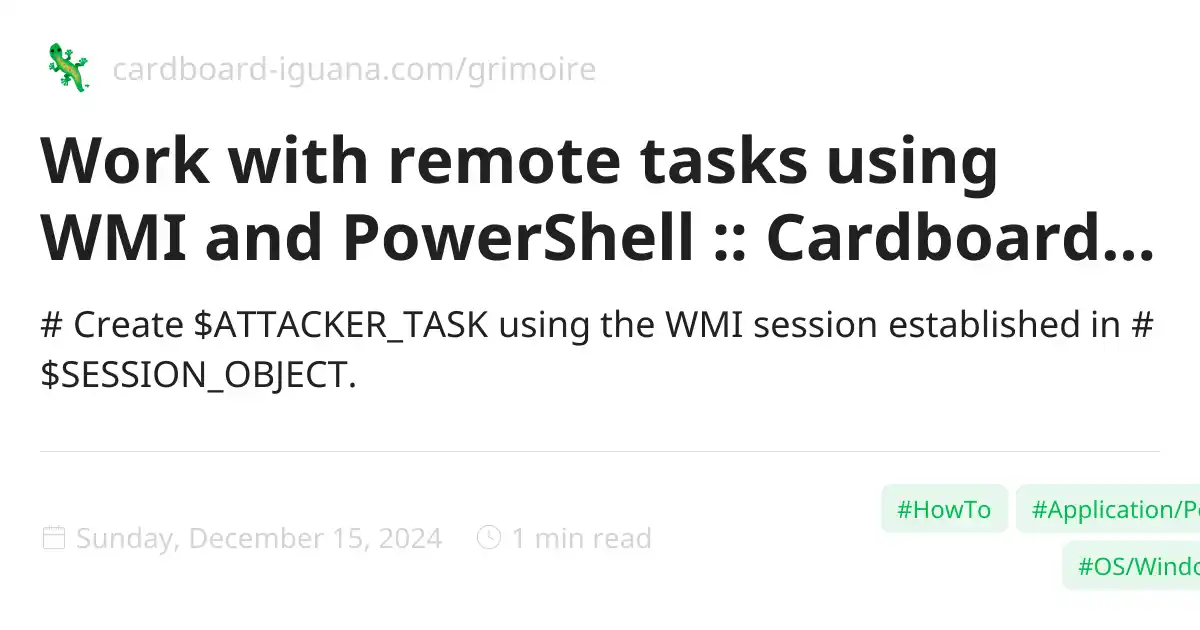 cardboard-iguana.com/grimoire
Work with remote tasks using
WMI and PowerShell :: Cardboard...
# Create $ATTACKER_TASK using the WMI session established in #
$SESSION_OBJECT.
Sunday, December 15, 2024 1 min read
#HowTo #Application/P
#OS/Windo